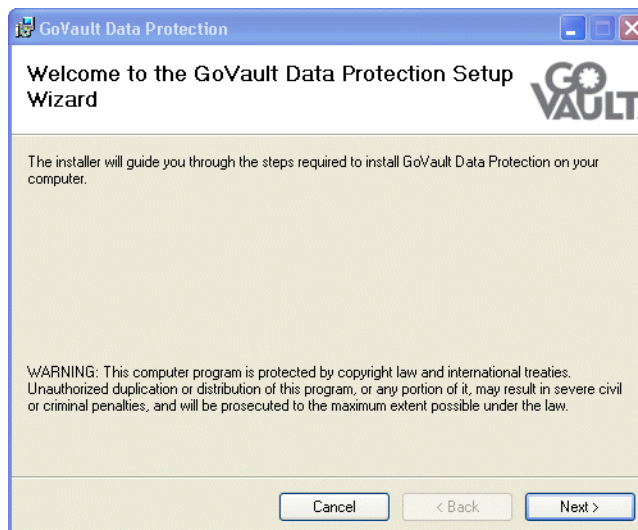 GoVault Data Protection
Welcome to the GoVault Data Protection Setup
Wizard
GO
VAULT
The installer will guide you through the steps required to install GoVault Data Protection on your
computer.
WARNING: This computer program is protected by copyright law and international treaties.
Unauthorized duplication or distribution of this program, or any portion of it, may result in severe civil
or criminal penalties, and will be prosecuted to the maximum extent possible under the law.
Cancel
< Back
Next >